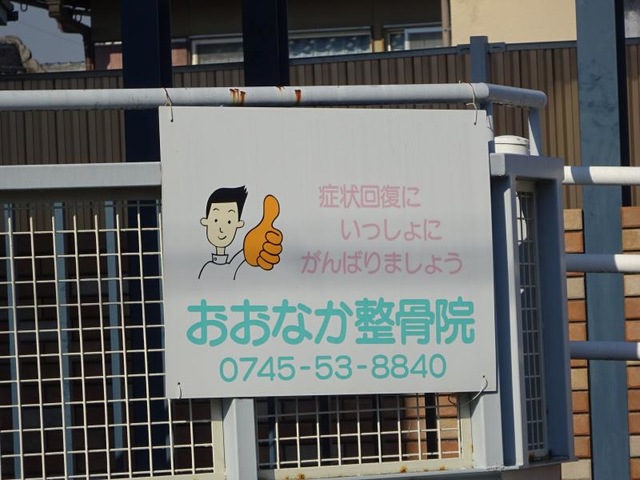 症状回復に
いっしょに
がんばりましょう
おおなか整骨院
0745-53-8840